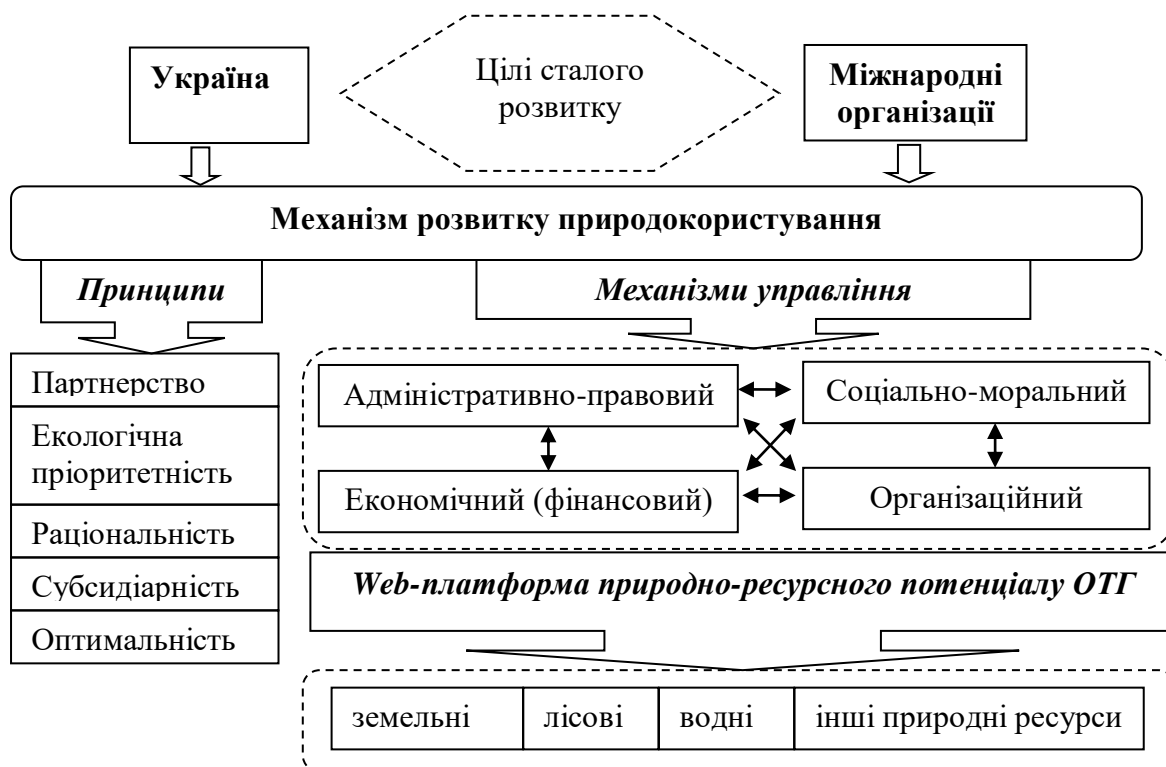 Україна
Цілі сталого
розвитку
Міжнародні
організації
Механізм розвитку природокористування
Принципи
Механізми управління
Партнерство
Екологічна
пріоритетність
Раціональність
Субсидіарність
Оптимальність
Адміністративно-правовий
Соціально-моральний
Економічний (фінансовий)
Організаційний
Web-платформа природно-ресурсного потенціалу ОТГ
земельні
лісові
водні
інші природні ресурси